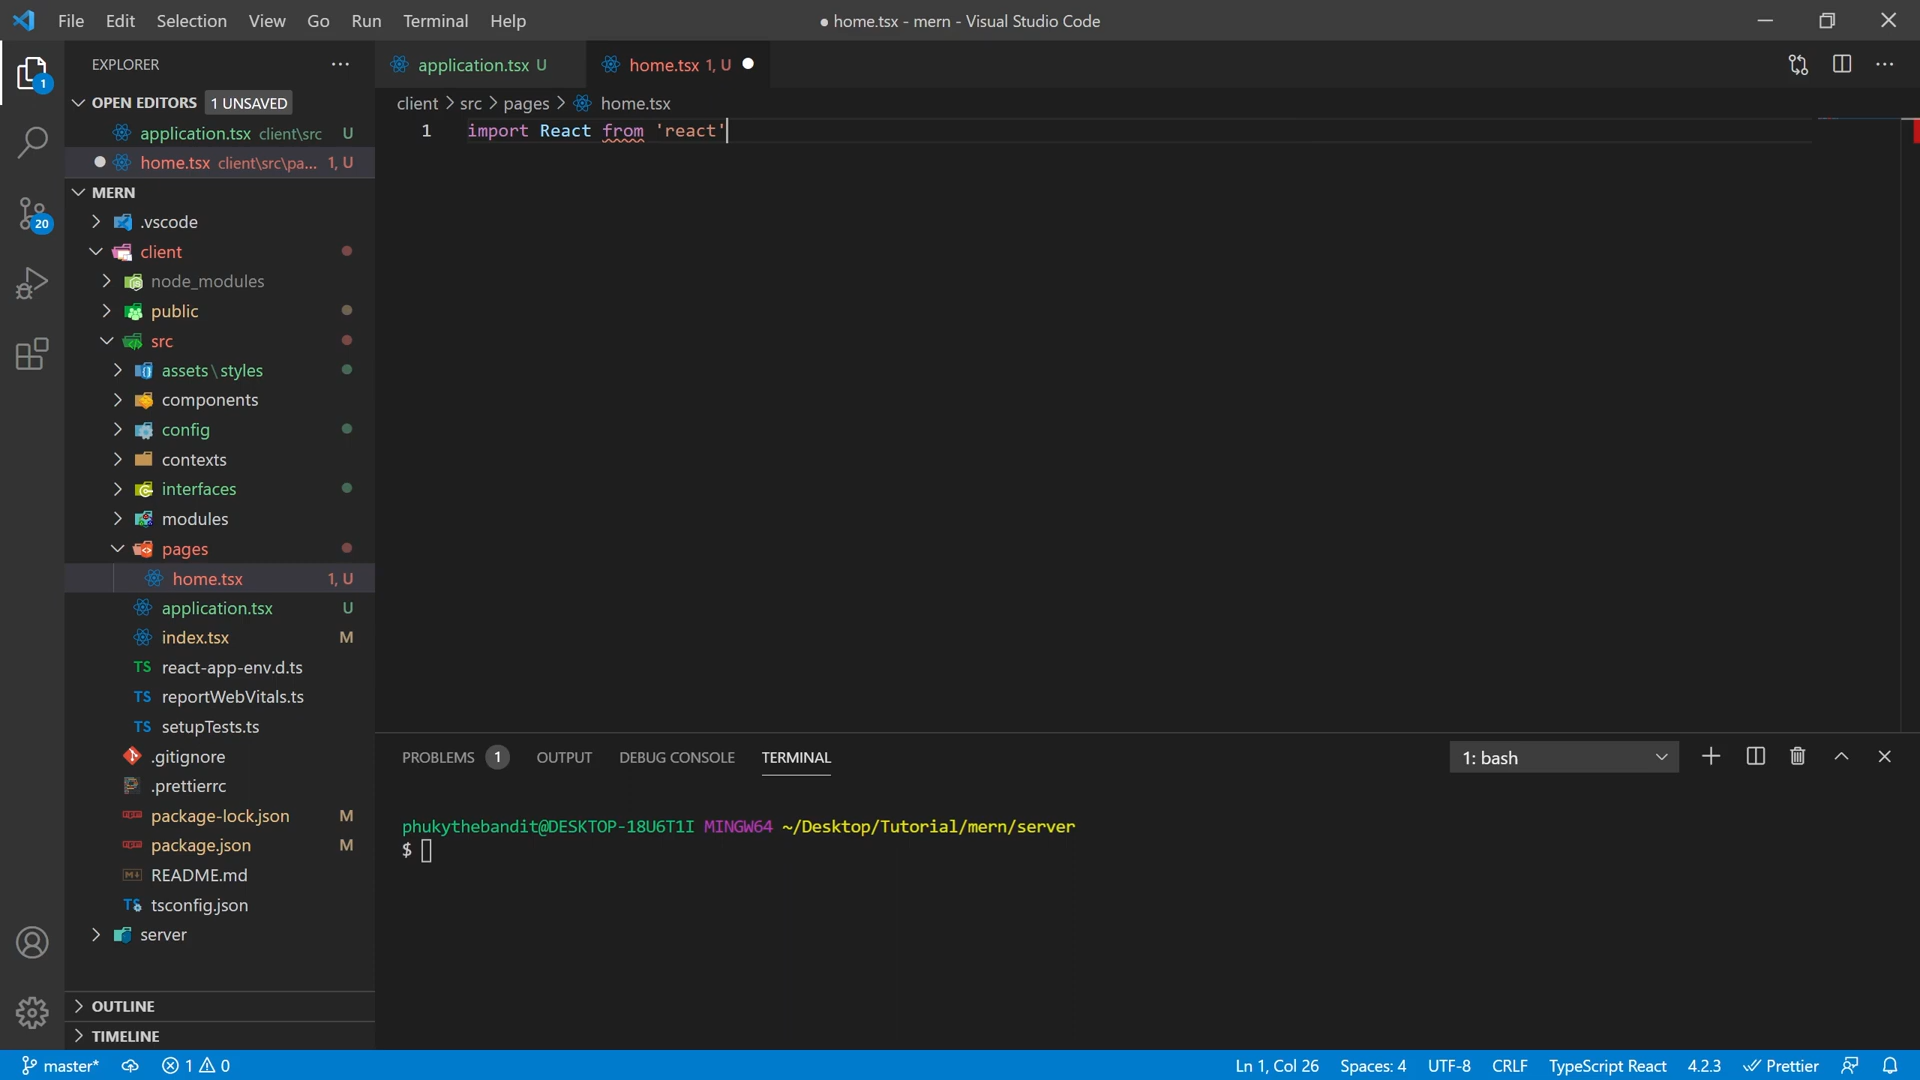 File Edit Selection View Go Run Terminal Help
● home.tsx - mern - Visual Studio Code
EXPLORER
OPEN EDITORS 1 UNSAVED
application.tsx client\src U
home.tsx client\src\pa... 1, U
MERN
.vscode
client
node_modules
public
src
assets\styles
components
config
contexts
interfaces
modules
pages
home.tsx 1, U
application.tsx U
index.tsx M
TS react-app-env.d.ts
TS reportWebVitals.ts
TS setupTests.ts
.gitignore
.prettierrc
package-lock.json M
package.json M
README.md
tsconfig.json
server
OUTLINE
TIMELINE
1
20
application.tsx U
home.tsx 1, U
client > src > pages > home.tsx
1 import React from 'react'
PROBLEMS 1 OUTPUT DEBUG CONSOLE TERMINAL
1: bash
phukythebandit@DESKTOP-18U6T1I MINGW64 ~/Desktop/Tutorial/mern/server
$
master* 1 0
Ln 1, Col 26 Spaces: 4 UTF-8 CRLF TypeScript React 4.2.3 Prettier